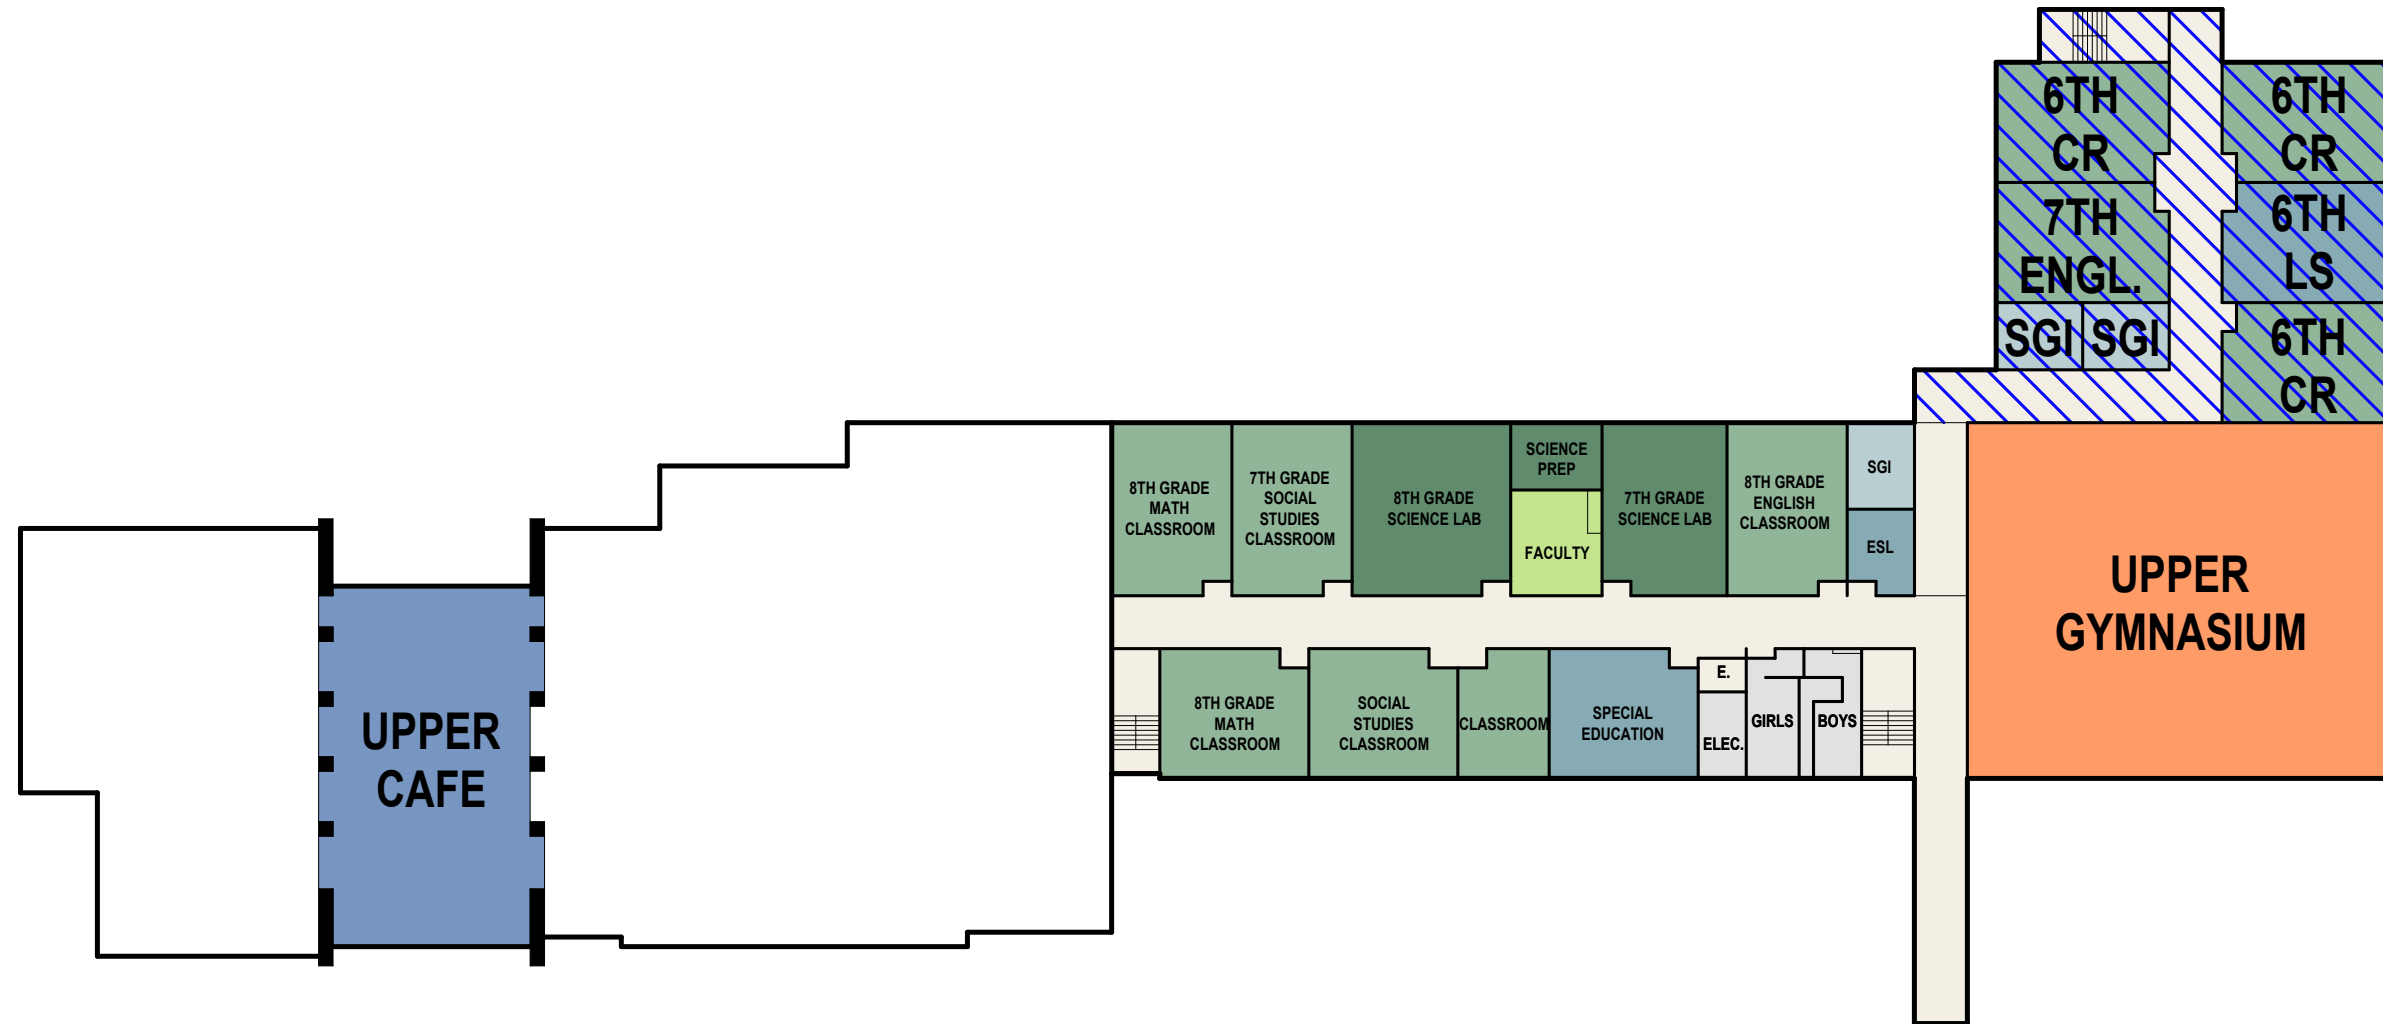 6TH
CR
6TH
CR
7TH
ENGL.
6TH
LS
SGI
SGI
6TH
CR
8TH GRADE
MATH
CLASSROOM
7TH GRADE
SOCIAL
STUDIES
CLASSROOM
8TH GRADE
SCIENCE LAB
SCIENCE
PREP
FACULTY
7TH GRADE
SCIENCE LAB
8TH GRADE
ENGLISH
CLASSROOM
SGI
ESL
UPPER
GYMNASIUM
UPPER
CAFE
8TH GRADE
MATH
CLASSROOM
SOCIAL
STUDIES
CLASSROOM
CLASSROOM
SPECIAL
EDUCATION
E.
ELEC.
GIRLS
BOYS